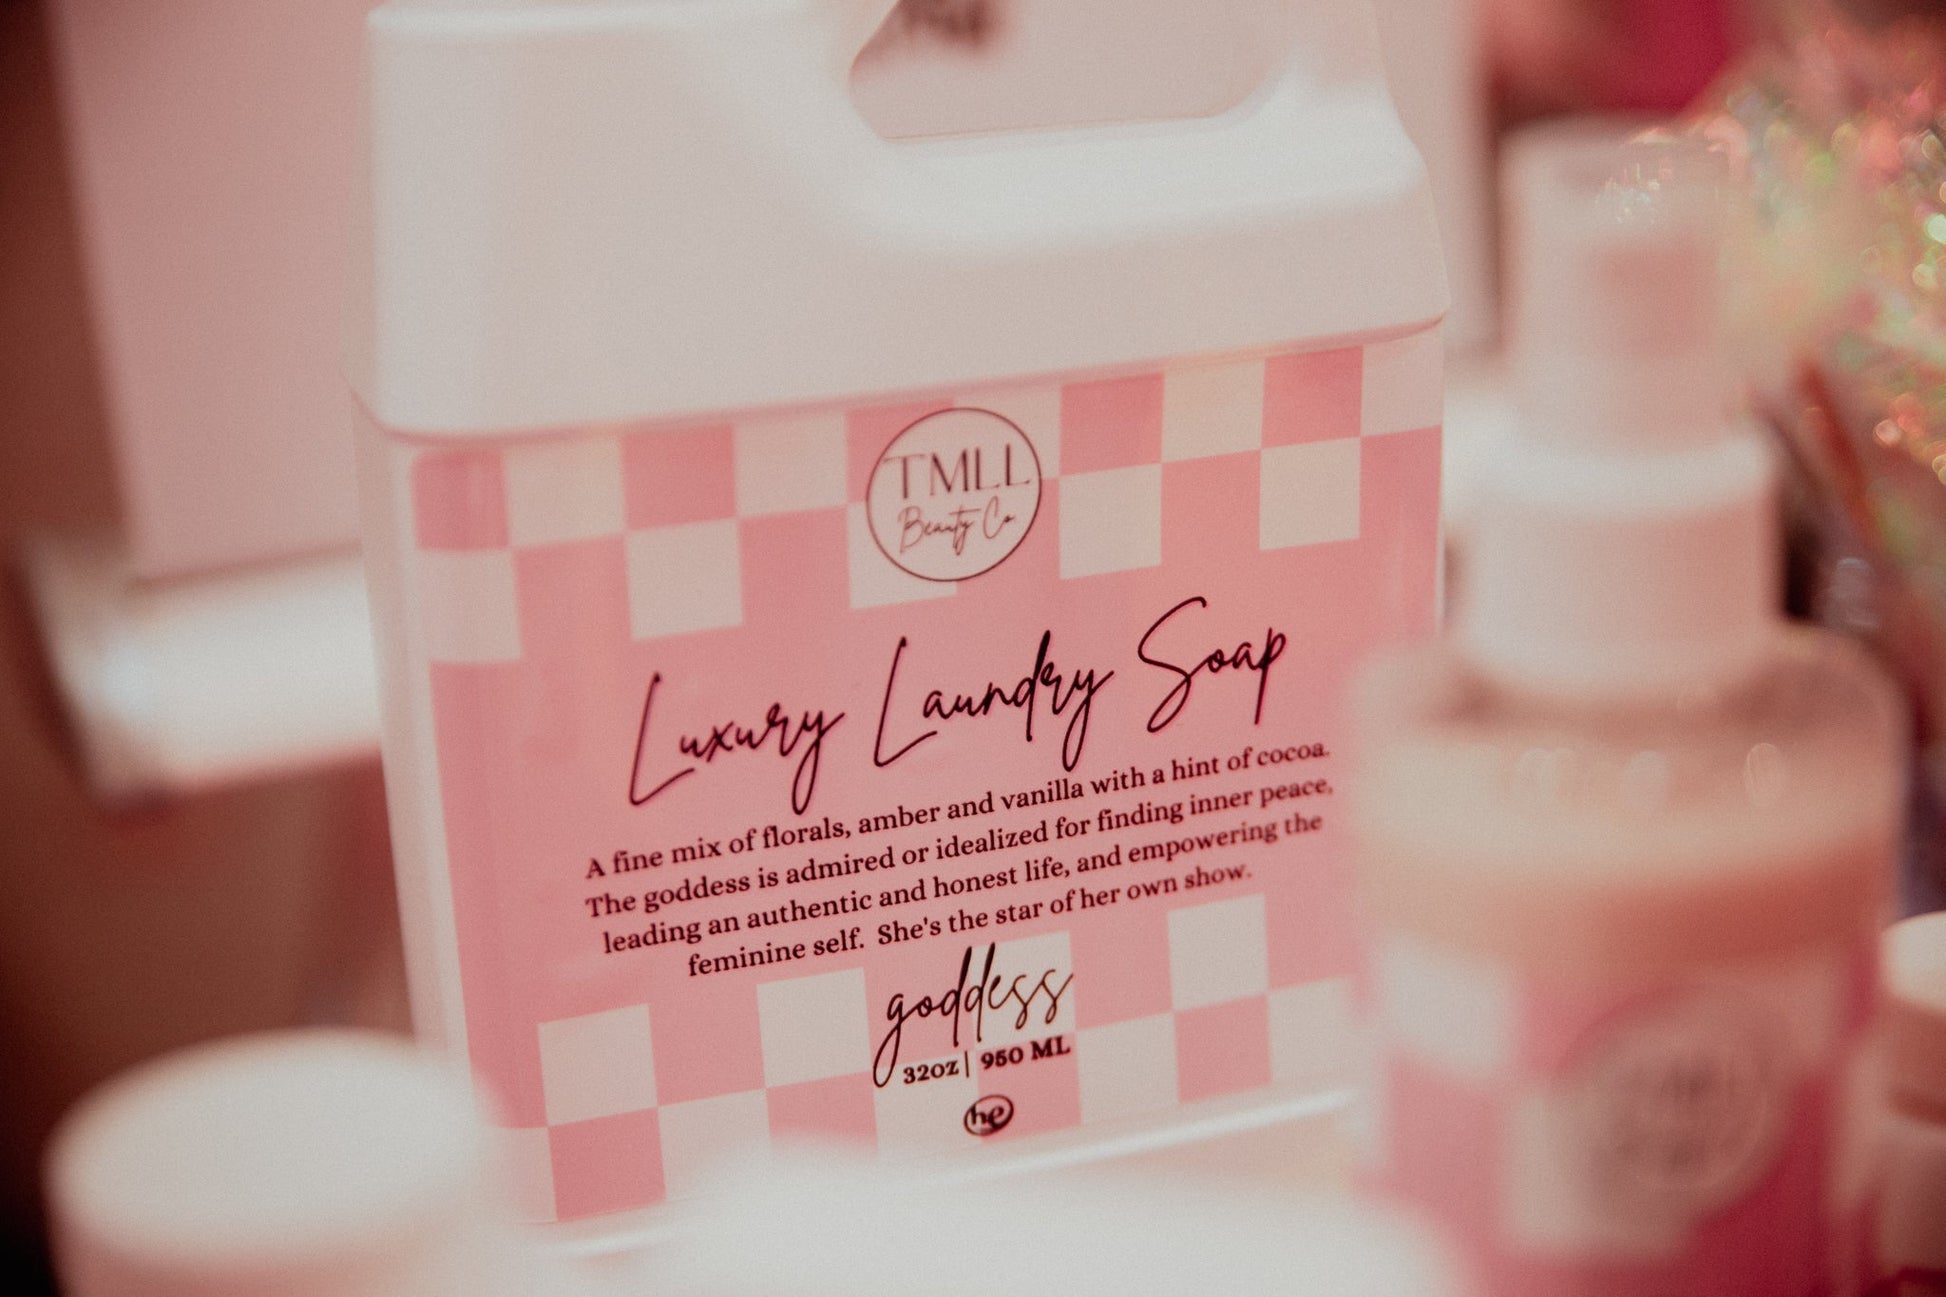 TMLL
Beauty Co
Luxury Laundry Soap
A fine mix of florals, amber and vanilla with a hint of cocoa.
The goddess is admired or idealized for finding inner peace,
leading an authentic and honest life, and empowering the
feminine self. She's the star of her own show.
goddess
32oz| 950 ML
he